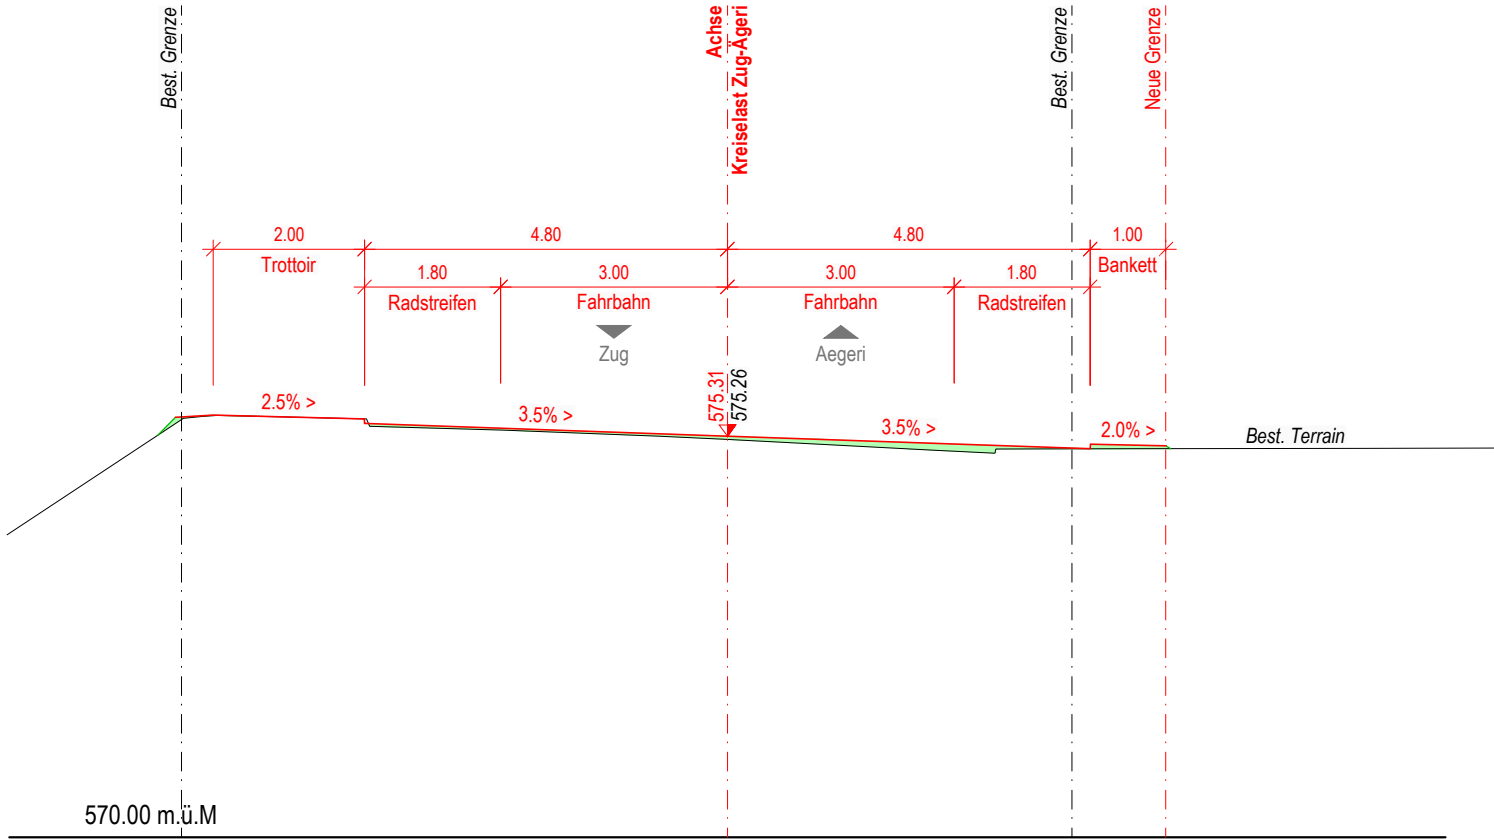 Best. Grenze
Achse
Kreiselast Zug-Ägeri
Best. Grenze
Neue Grenze
2.00
4.80
4.80
1.00
Trottoir
Bankett
1.80
3.00
3.00
1.80
Radstreifen
Fahrbahn
Fahrbahn
Radstreifen
Zug
Aegeri
575.31
575.26
2.5% >
3.5% >
3.5% >
2.0% >
Best. Terrain
570.00 m.ü.M